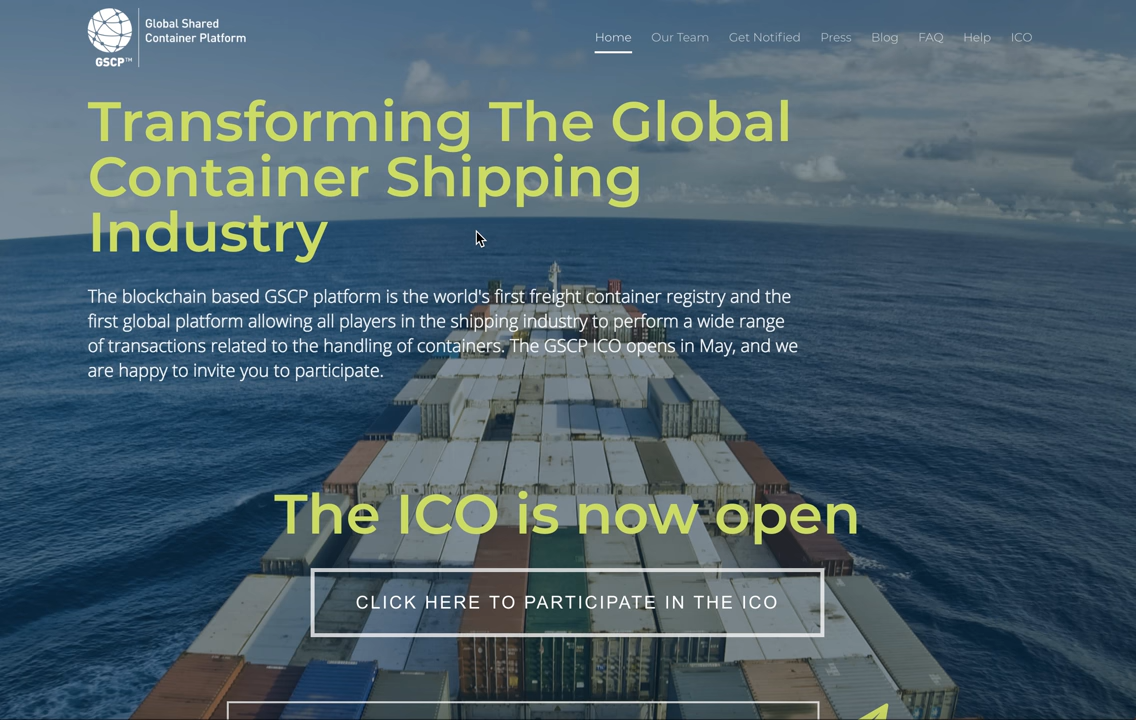 Global Shared
Container Platform
GSCP™
Home Our Team Get Notified Press Blog FAQ Help ICO
Transforming The Global
Container Shipping
Industry
The blockchain based GSCP platform is the world's first freight container registry and the
first global platform allowing all players in the shipping industry to perform a wide range
of transactions related to the handling of containers. The GSCP ICO opens in May, and we
are happy to invite you to participate.
The ICO is now open
CLICK HERE TO PARTICIPATE IN THE ICO